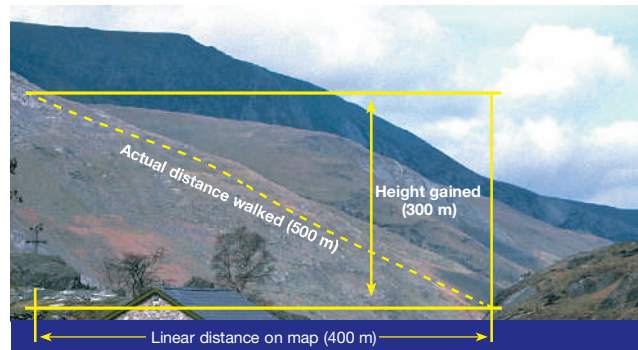 Actual distance walked (500 m)
Height gained
(300 m)
Linear distance on map (400 m)